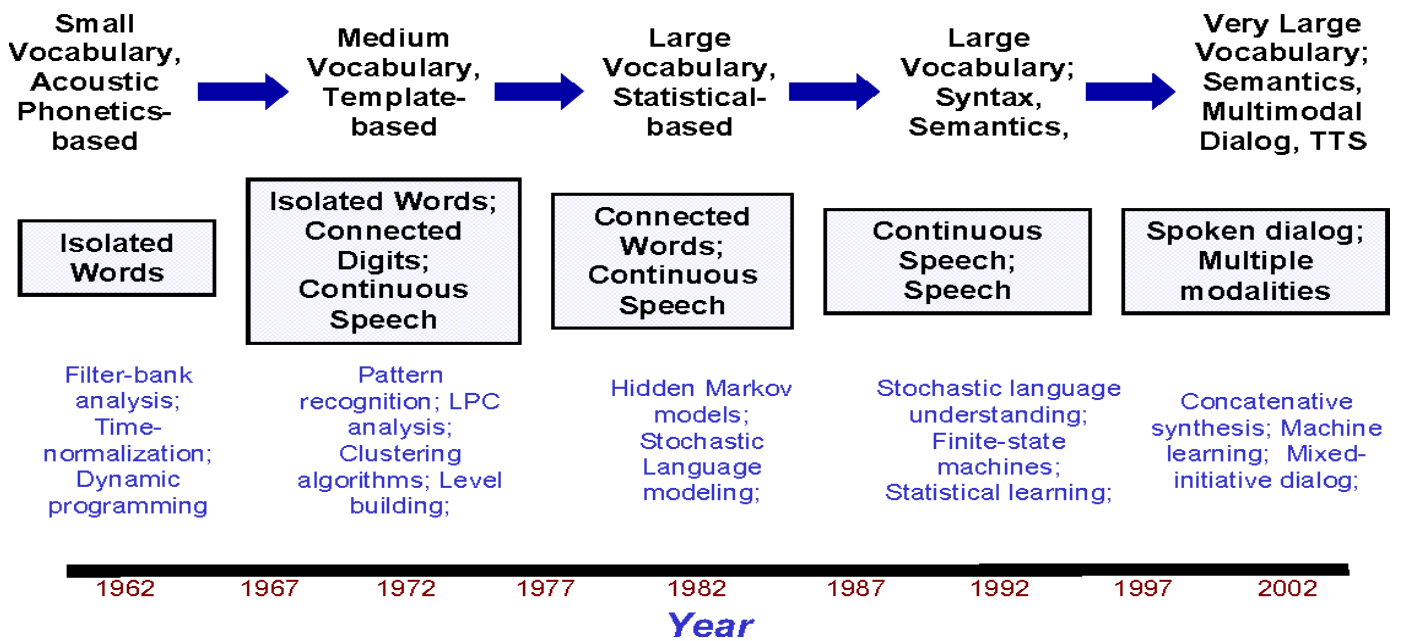 Small
Vocabulary,
Acoustic
Phonetics-
based
Medium
Vocabulary,
Template-
based
Large
Vocabulary,
Statistical-
based
Large
Vocabulary;
Syntax,
Semantics,
Very Large
Vocabulary;
Semantics,
Multimodal
Dialog, TTS
Isolated
Words
Isolated Words;
Connected
Digits;
Continuous
Speech
Connected
Words;
Continuous
Speech
Continuous
Speech;
Speech
Spoken dialog;
Multiple
modalities
Filter-bank
analysis;
Time-
normalization;
Dynamic
programming
Pattern
recognition; LPC
analysis;
Clustering
algorithms; Level
building;
Hidden Markov
models;
Stochastic
Language
modeling;
Stochastic language
understanding;
Finite-state
machines;
Statistical learning;
Concatenative
synthesis; Machine
learning; Mixed-
initiative dialog;
1962 1967 1972 1977 1982 1987 1992 1997 2002
Year